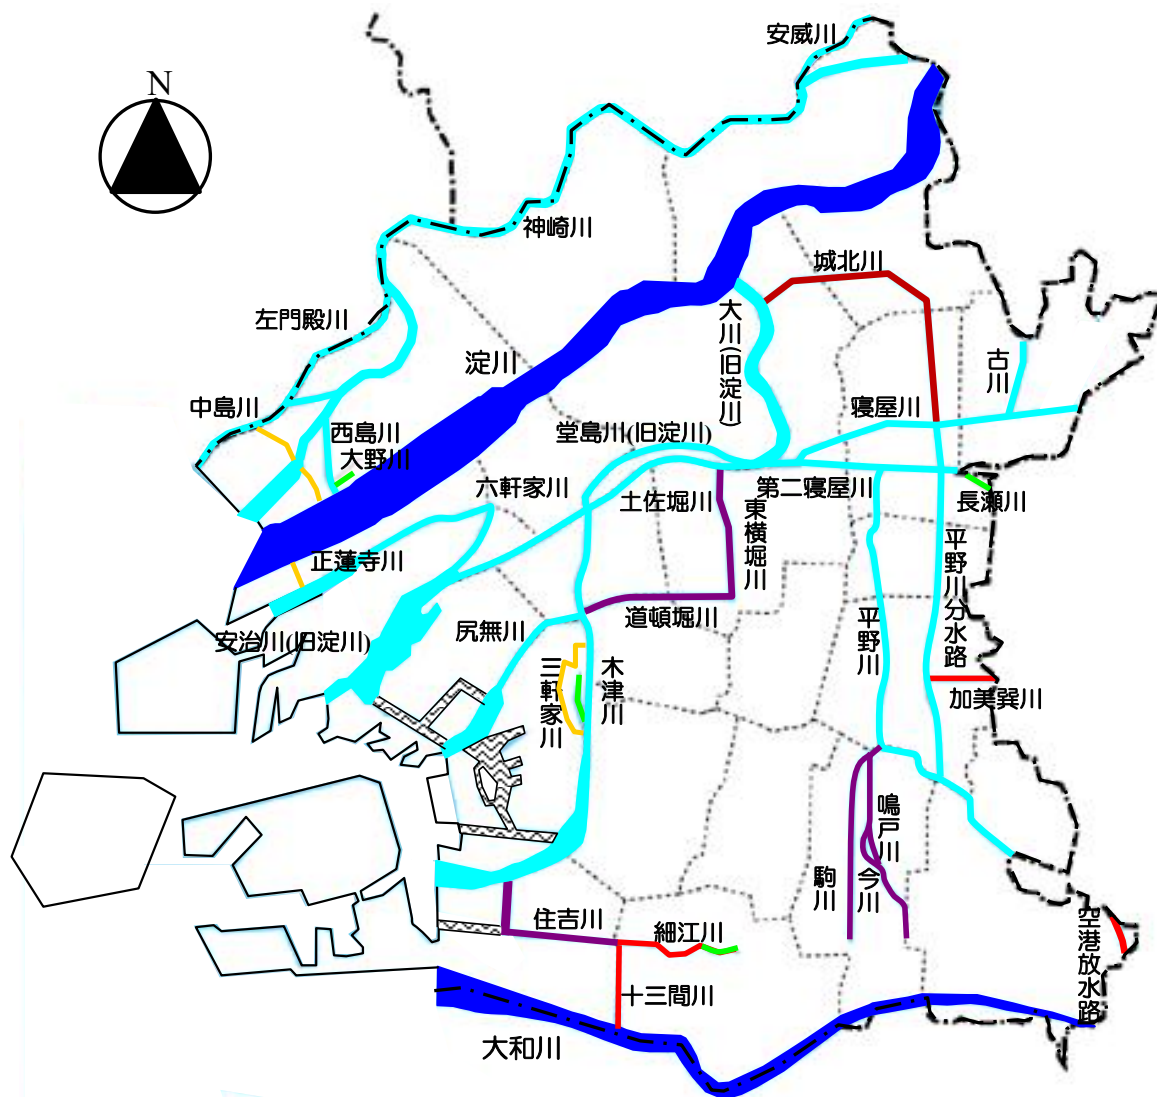 安威川
N
神崎川
城北川
左門殿川
大川(旧淀川)
古川
淀川
中島川
寝屋川
西島川
堂島川(旧淀川)
大野川
六軒家川
土佐堀川
第二寝屋川
長瀬川
東横堀川
平野川分水路
正蓮寺川
道頓堀川
平野川
尻無川
安治川(旧淀川)
三軒家川
木津川
加美巽川
鳴戸川
駒川
今川
住吉川
細江川
空港放水路
十三間川
大和川